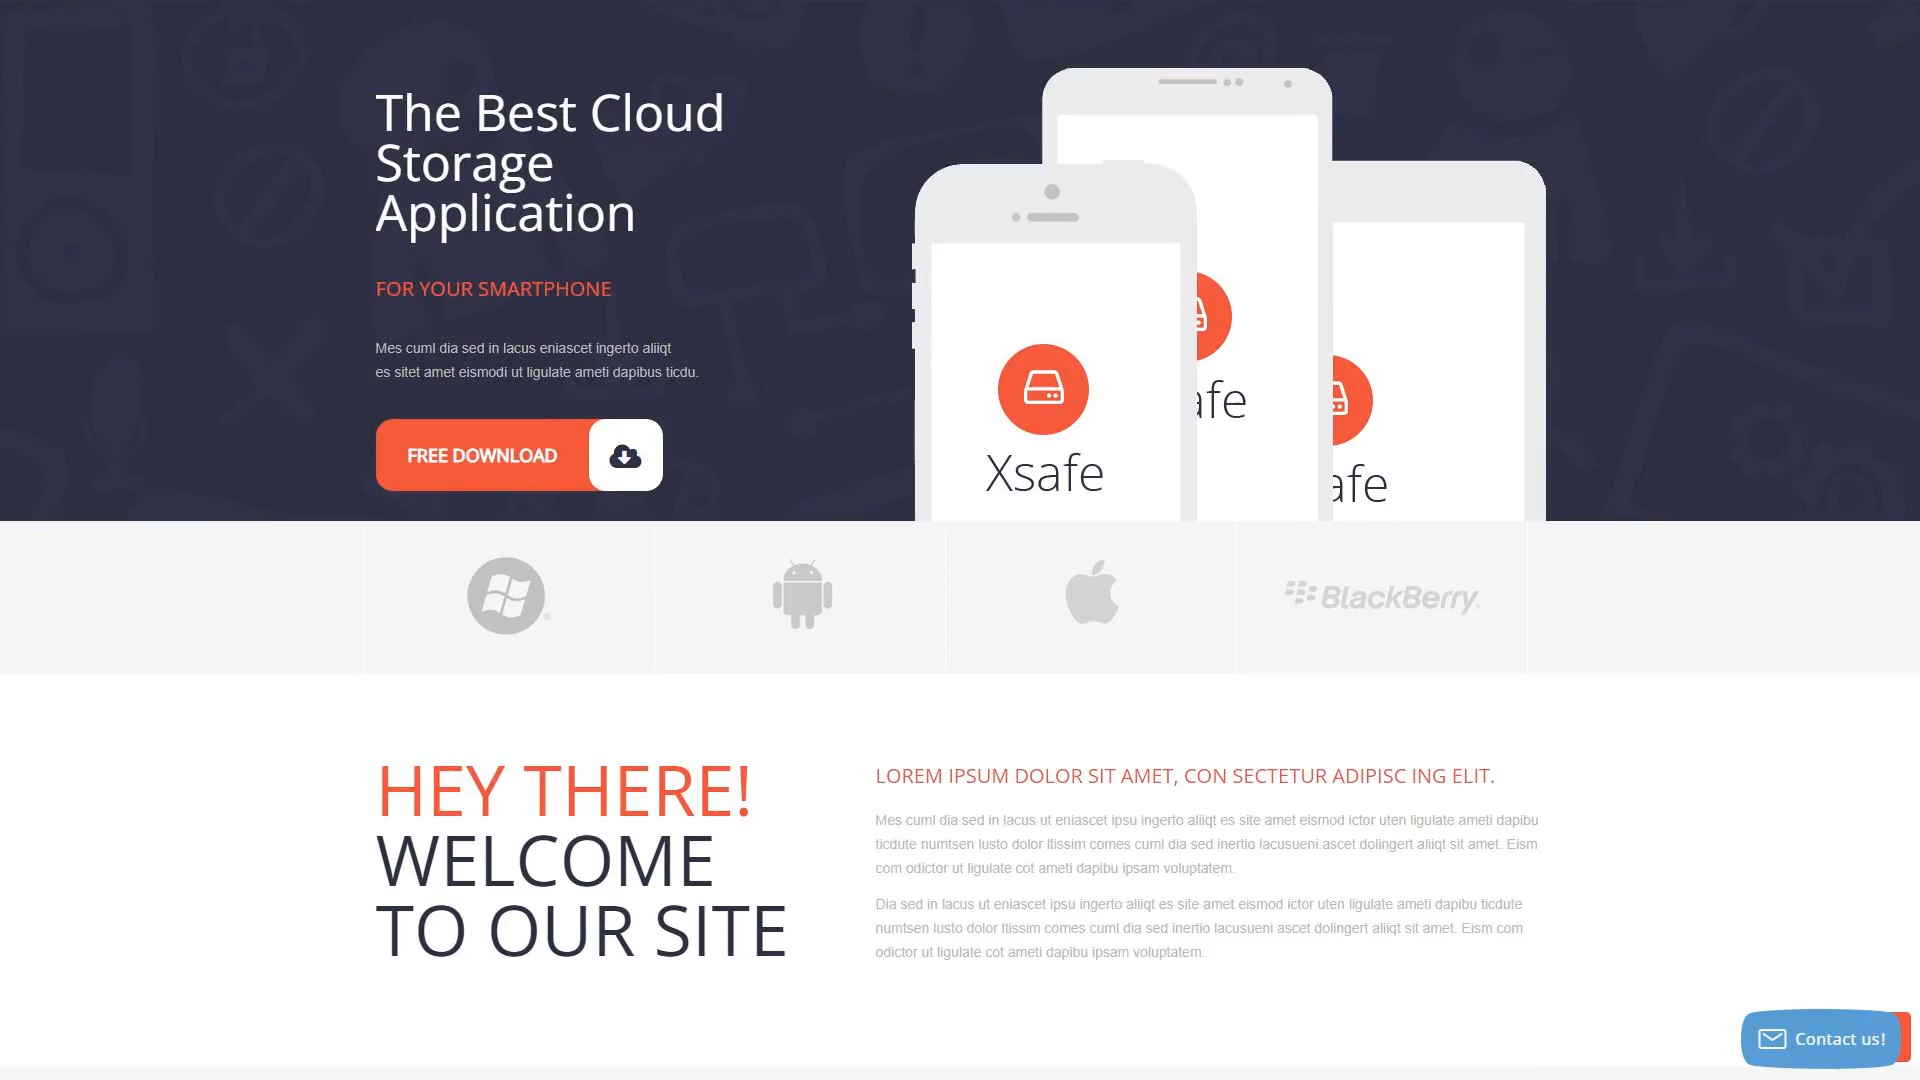 The Best Cloud
Storage
Application
FOR YOUR SMARTPHONE
Mes cuml dia sed in lacus eniascet ingerto aliiqt
es sitet amet eismodi ut ligulate ameti dapibus ticdu.
FREE DOWNLOAD
Xsafe
afe
afe
®
BlackBerry
HEY THERE!
WELCOME
TO OUR SITE
LOREM IPSUM DOLOR SIT AMET, CON SECTETUR ADIPISC ING ELIT.
Mes cuml dia sed in lacus ut eniascet ipsu ingerto aliiqt es site amet eismod ictor uten ligulate ameti dapibu
ticdute numtsen lusto dolor ltissim comes cuml dia sed inertio lacusueni ascet dolingert aliiqt sit amet. Eism
com odictor ut ligulate cot ameti dapibu ipsam voluptatem.
Dia sed in lacus ut eniascet ipsu ingerto aliiqt es site amet eismod ictor uten ligulate ameti dapibu ticdute
numtsen lusto dolor ltissim comes cuml dia sed inertio lacusueni ascet dolingert aliiqt sit amet. Eism com
odictor ut ligulate cot ameti dapibu ipsam voluptatem.
Contact us!